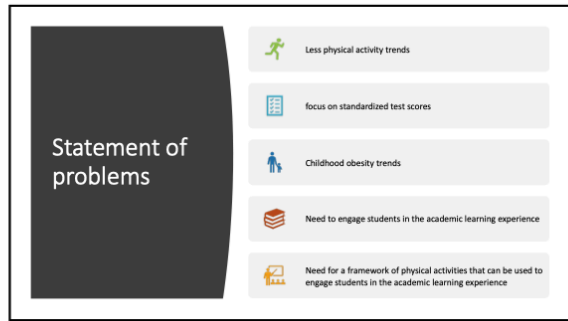 Statement of
problems
Less physical activity trends
focus on standardized test scores
Childhood obesity trends
Need to engage students in the academic learning experience
Need for a framework of physical activities that can be used to
engage students in the academic learning experience